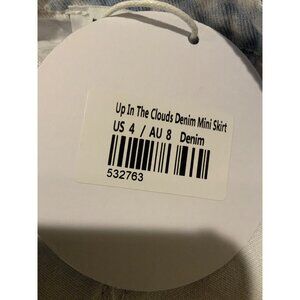 Up In The Clouds Denim Mini Skirt
US 4 / AU 8 Denim
532763